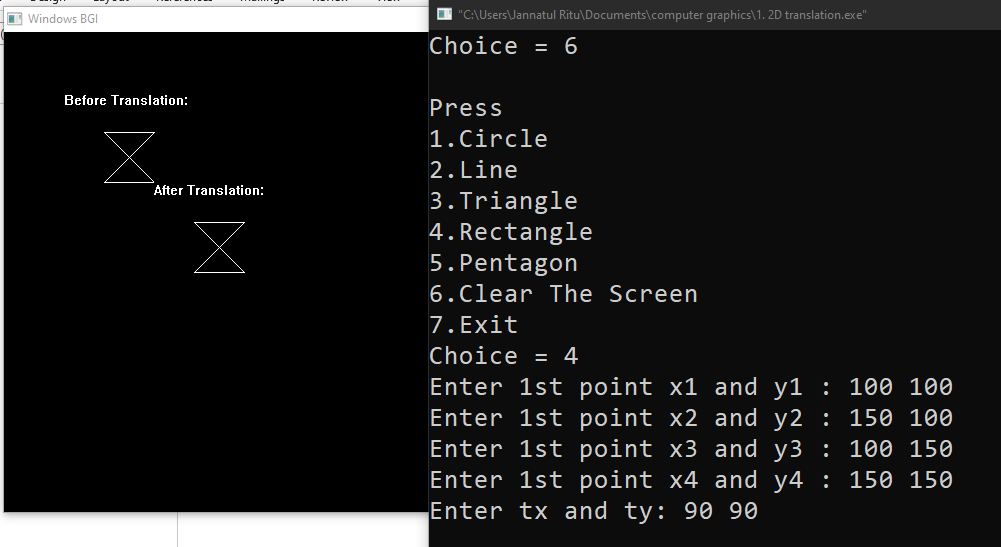 Windows BGI
Before Translation:
After Translation:
"C:\Users\Jannatul Ritu\Documents\computer graphics\1. 2D translation.exe"
Choice = 6
Press
1.Circle
2.Line
3.Triangle
4.Rectangle
5.Pentagon
6.Clear The Screen
7.Exit
Choice = 4
Enter 1st point x1 and y1 : 100 100
Enter 1st point x2 and y2 : 150 100
Enter 1st point x3 and y3 : 100 150
Enter 1st point x4 and y4 : 150 150
Enter tx and ty: 90 90